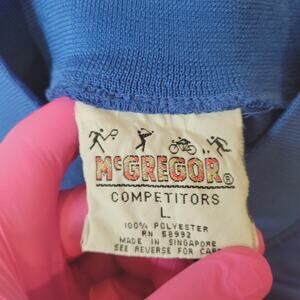 McGREGOR®
COMPETITORS
L
100% POLYESTER
RN 58992
MADE IN SINGAPORE
SEE REVERSE FOR CARE